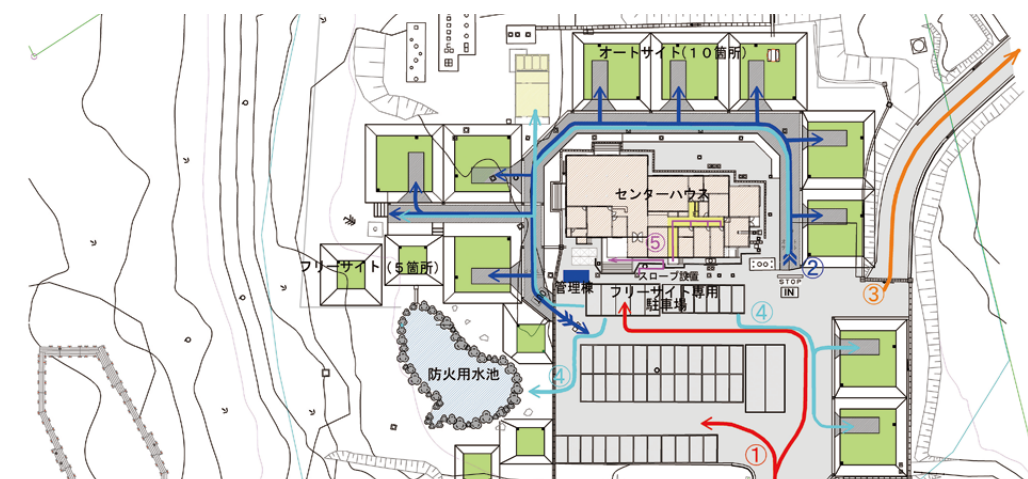 オートサイト(10箇所)
センターハウス
⑤
フリーサイト(5箇所)
スロープ設置
②
STOP
IN
管理棟
フリーサイト専用
駐車場
③
④
防火用水池
④
①